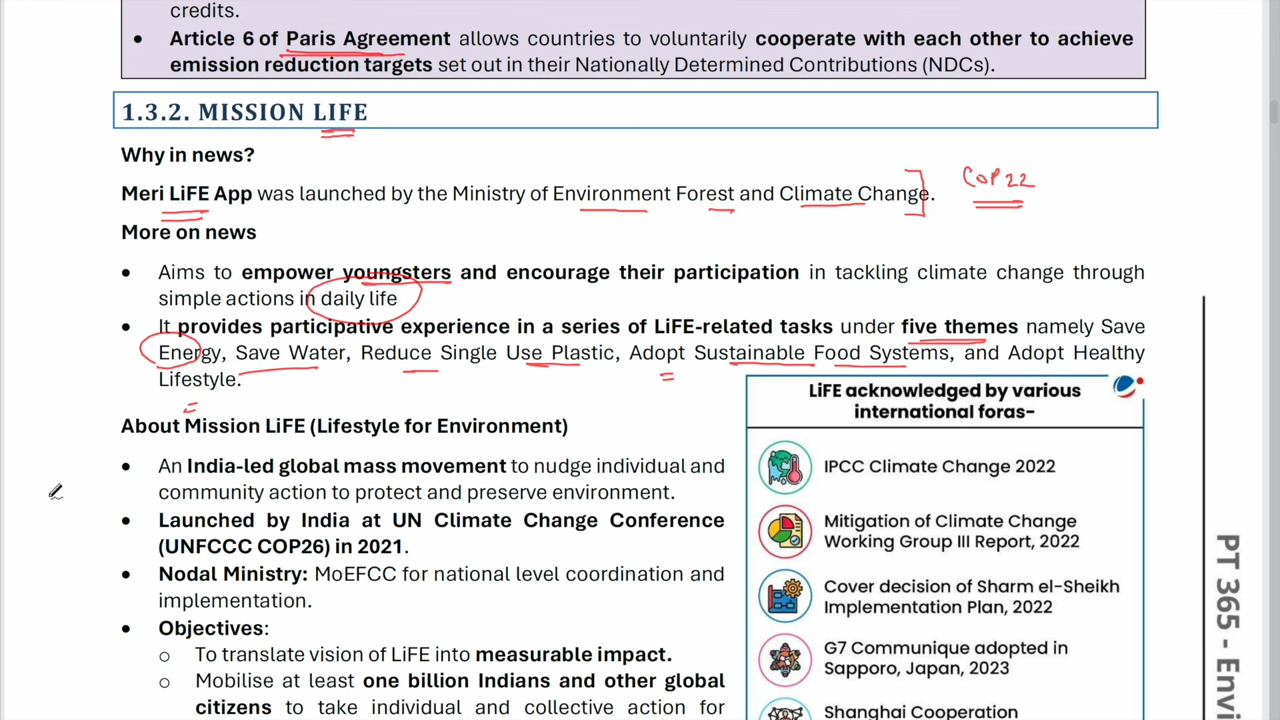 credits.
• Article 6 of Paris Agreement allows countries to voluntarily cooperate with each other to achieve
emission reduction targets set out in their Nationally Determined Contributions (NDCs).
1.3.2. MISSION LIFE
Why in news?
Meri LiFE App was launched by the Ministry of Environment Forest and Climate Change.
COP22
More on news
• Aims to empower youngsters and encourage their participation in tackling climate change through
simple actions in daily life
• It provides participative experience in a series of LiFE-related tasks under five themes namely Save
Energy, Save Water, Reduce Single Use Plastic, Adopt Sustainable Food Systems, and Adopt Healthy
Lifestyle.
About Mission LiFE (Lifestyle for Environment)
• An India-led global mass movement to nudge individual and
community action to protect and preserve environment.
• Launched by India at UN Climate Change Conference
(UNFCCC COP26) in 2021.
• Nodal Ministry: MoEFCC for national level coordination and
implementation.
• Objectives:
o To translate vision of LiFE into measurable impact.
o Mobilise at least one billion Indians and other global
citizens to take individual and collective action for
LiFE acknowledged by various
international foras-
IPCC Climate Change 2022
Mitigation of Climate Change
Working Group III Report, 2022
Cover decision of Sharm el-Sheikh
Implementation Plan, 2022
G7 Communique adopted in
Sapporo, Japan, 2023
Shanghai Cooperation
PT 365 - Envi